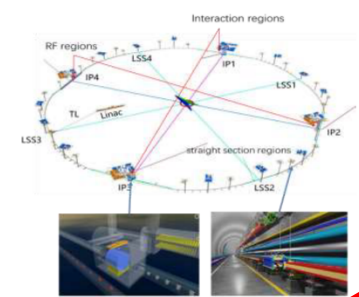 Interaction regions
RF regions
LSS4
IP1
IP4
LSS1
TL
Linac
IP2
LSS3
straight section regions
IP3
LSS2